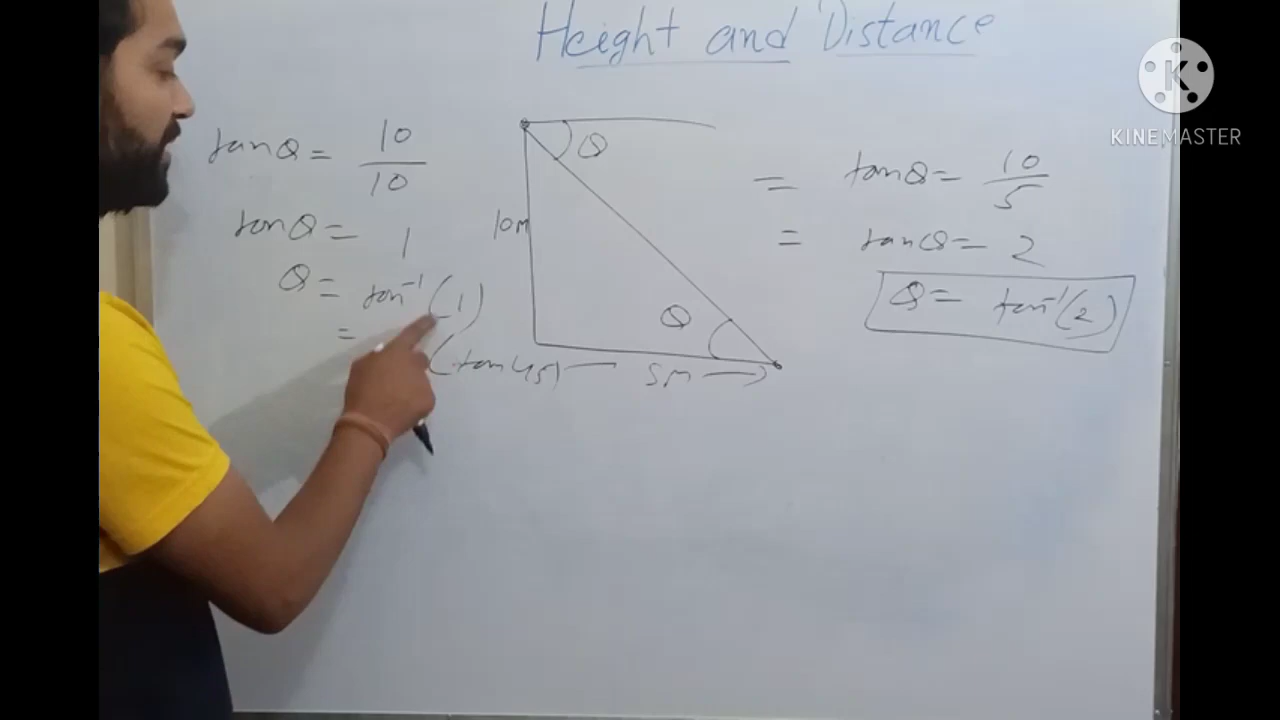 Height and Distance
KINEMASTER
tanθ = 10/10
tanθ = 1
θ = tan⁻¹(1)
=
(tan45)
10M
θ
θ
5M
= tanθ = 10/5
= tanθ = 2
θ = tan⁻¹(2)